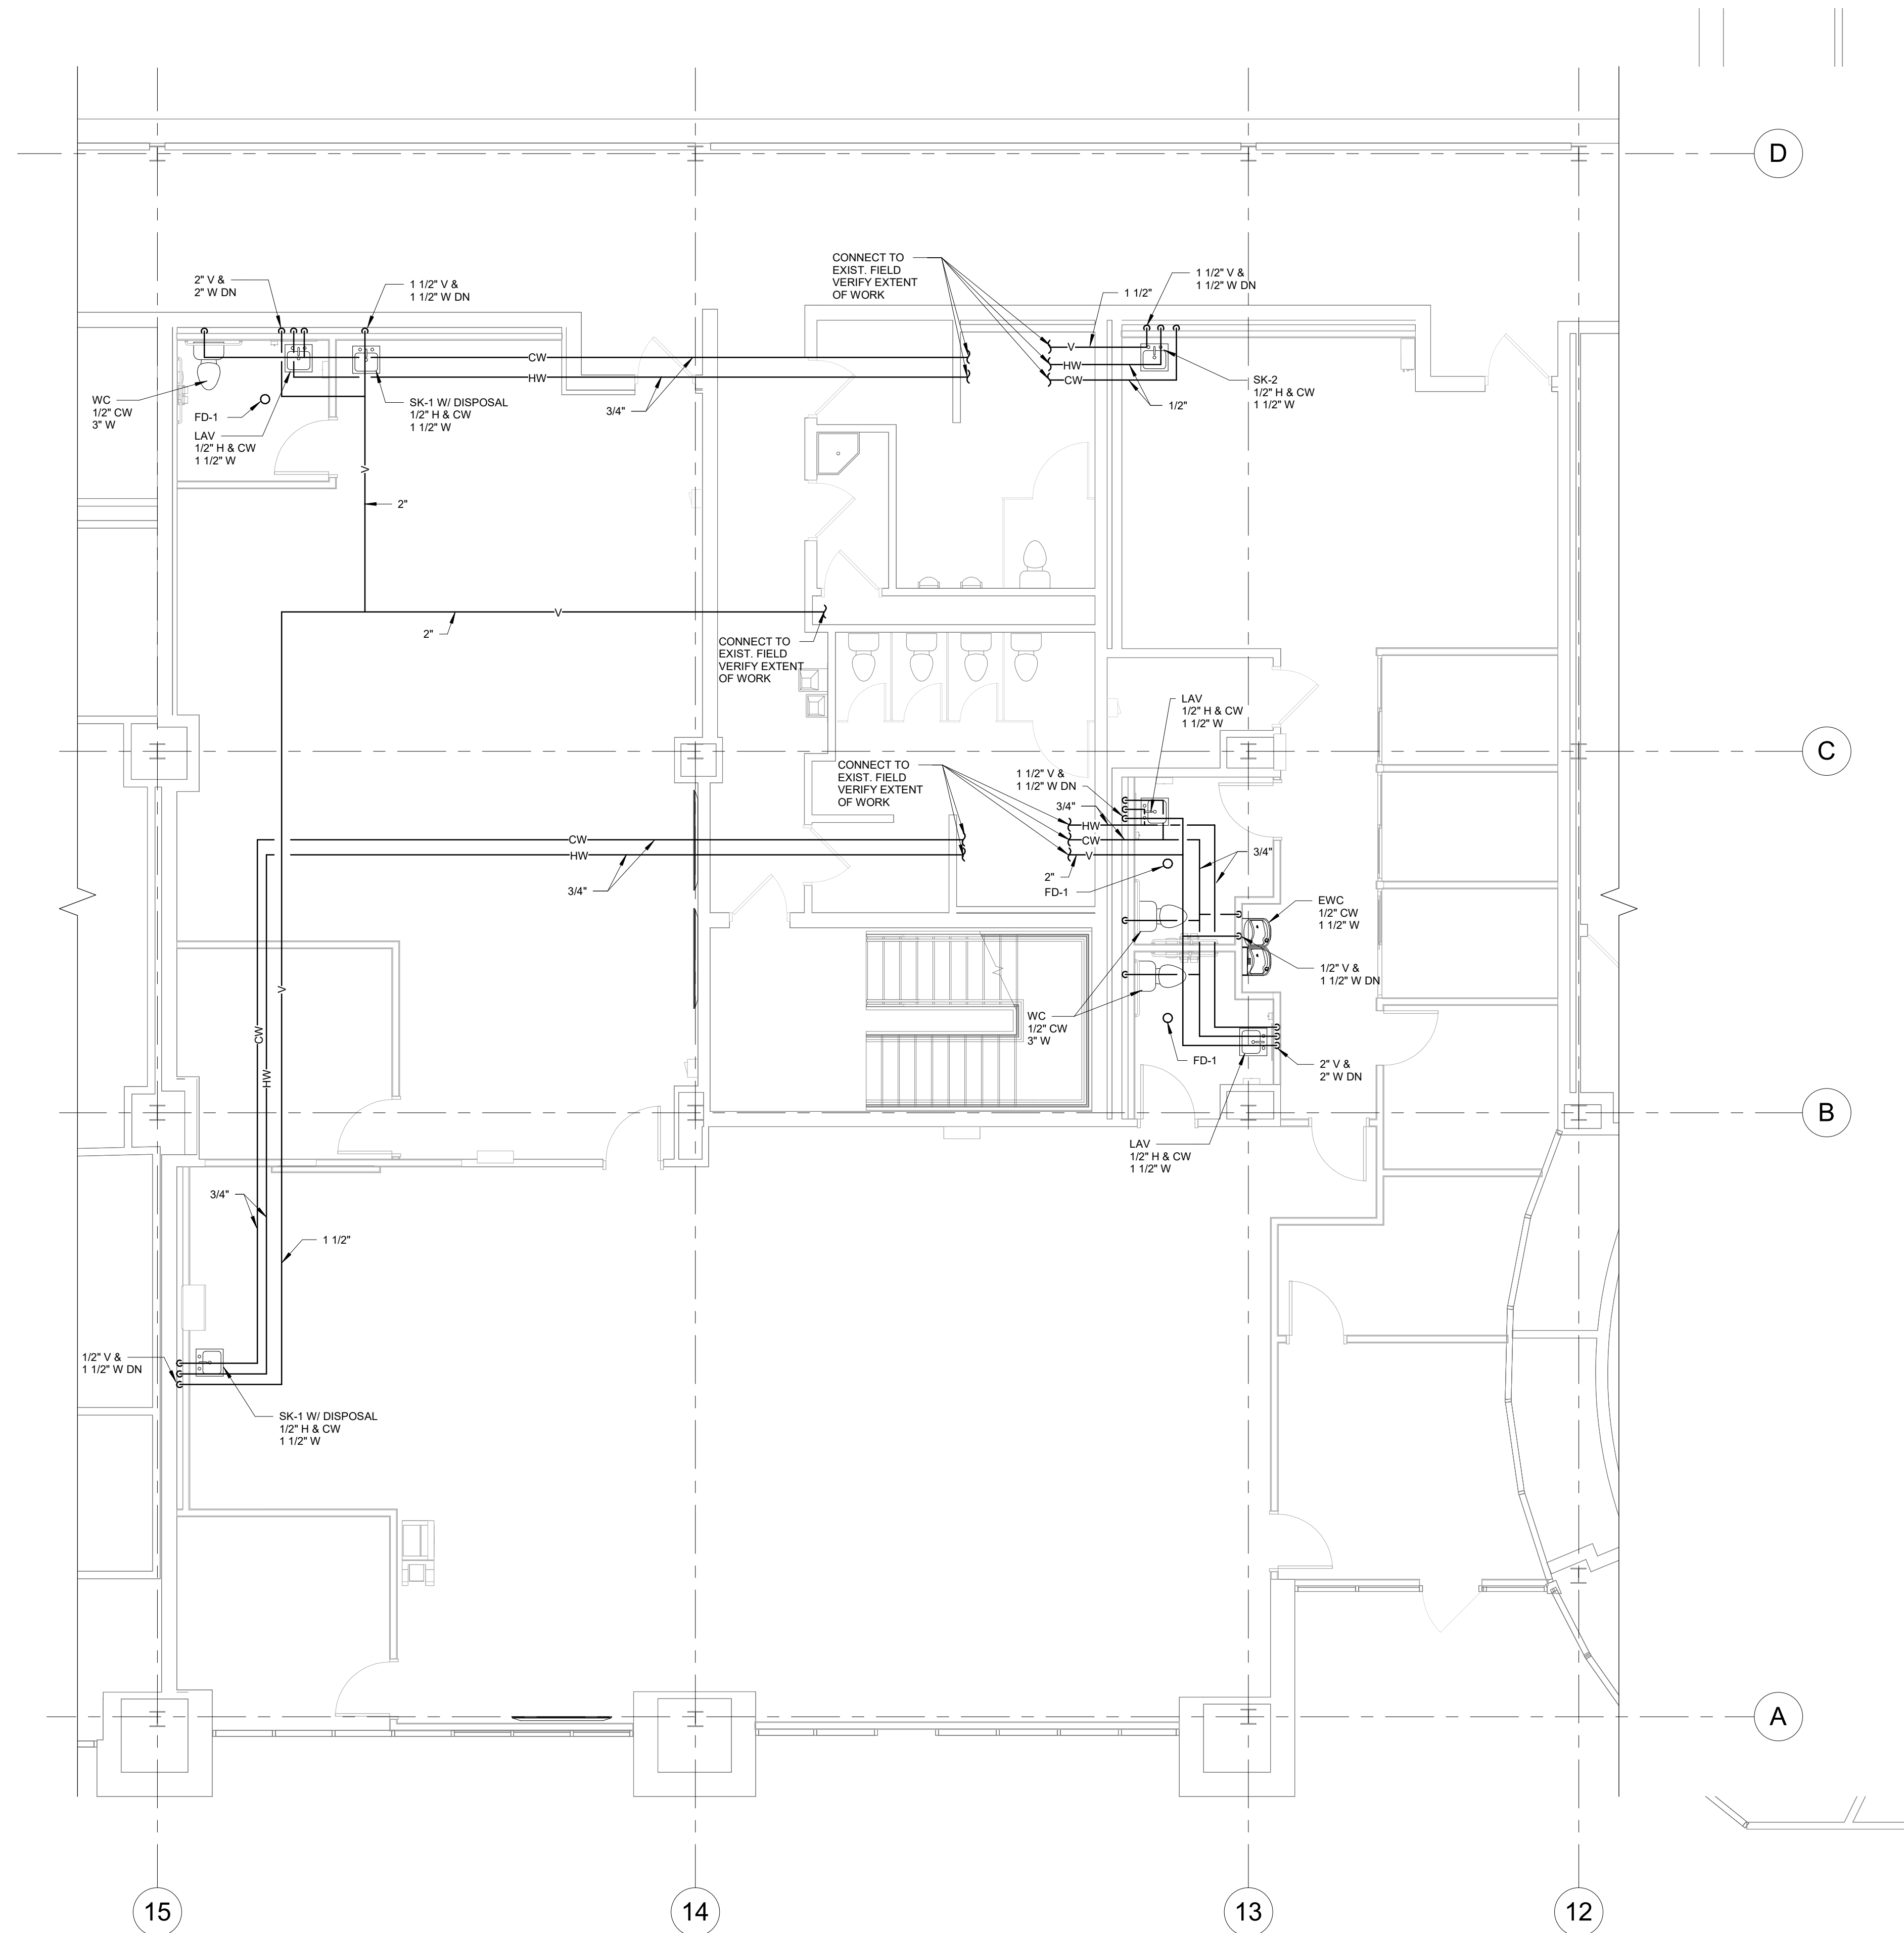 D
CONNECT TO
EXIST. FIELD
VERIFY EXTENT
OF WORK
2" V &
2" W DN
1 1/2" V &
1 1/2" W DN
1 1/2"
1 1/2" V &
1 1/2" W DN
V
HW
CW
CW
HW
3/4"
1/2"
SK-2
1/2" H & CW
1 1/2" W
WC
1/2" CW
3" W
FD-1
LAV
1/2" H & CW
1 1/2" W
SK-1 W/ DISPOSAL
1/2" H & CW
1 1/2" W
V
2"
V
2"
CONNECT TO
EXIST. FIELD
VERIFY EXTENT
OF WORK
LAV
1/2" H & CW
1 1/2" W
C
CONNECT TO
EXIST. FIELD
VERIFY EXTENT
OF WORK
1 1/2" V &
1 1/2" W DN
3/4"
HW
CW
V
CW
HW
3/4"
3/4"
2"
FD-1
EWC
1/2" CW
1 1/2" W
1/2" V &
1 1/2" W DN
V
CW
HW
WC
1/2" CW
3" W
FD-1
2" V &
2" W DN
B
LAV
1/2" H & CW
1 1/2" W
3/4"
1 1/2"
1/2" V &
1 1/2" W DN
SK-1 W/ DISPOSAL
1/2" H & CW
1 1/2" W
A
15
14
13
12